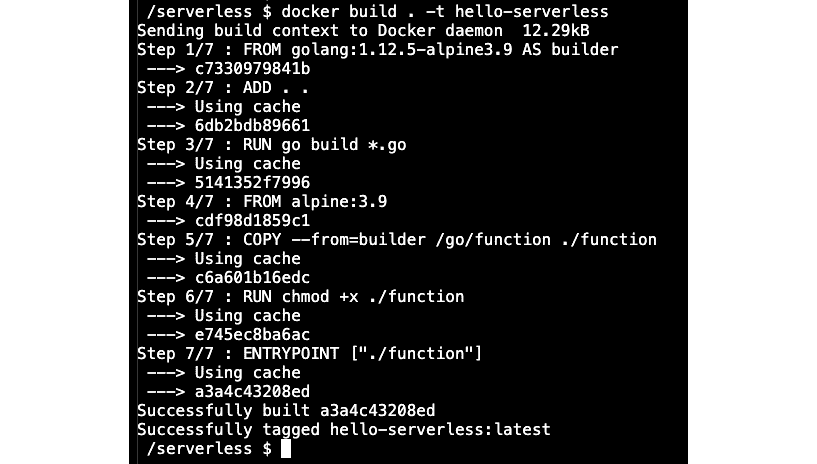 /serverless $ docker build . -t hello-serverless
Sending build context to Docker daemon  12.29kB
Step 1/7 : FROM golang:1.12.5-alpine3.9 AS builder
 ---> c7330979841b
Step 2/7 : ADD . .
 ---> Using cache
 ---> 6db2bdb89661
Step 3/7 : RUN go build *.go
 ---> Using cache
 ---> 5141352f7996
Step 4/7 : FROM alpine:3.9
 ---> cdf98d1859c1
Step 5/7 : COPY --from=builder /go/function ./function
 ---> Using cache
 ---> c6a601b16edc
Step 6/7 : RUN chmod +x ./function
 ---> Using cache
 ---> e745ec8ba6ac
Step 7/7 : ENTRYPOINT ["./function"]
 ---> Using cache
 ---> a3a4c43208ed
Successfully built a3a4c43208ed
Successfully tagged hello-serverless:latest
/serverless $